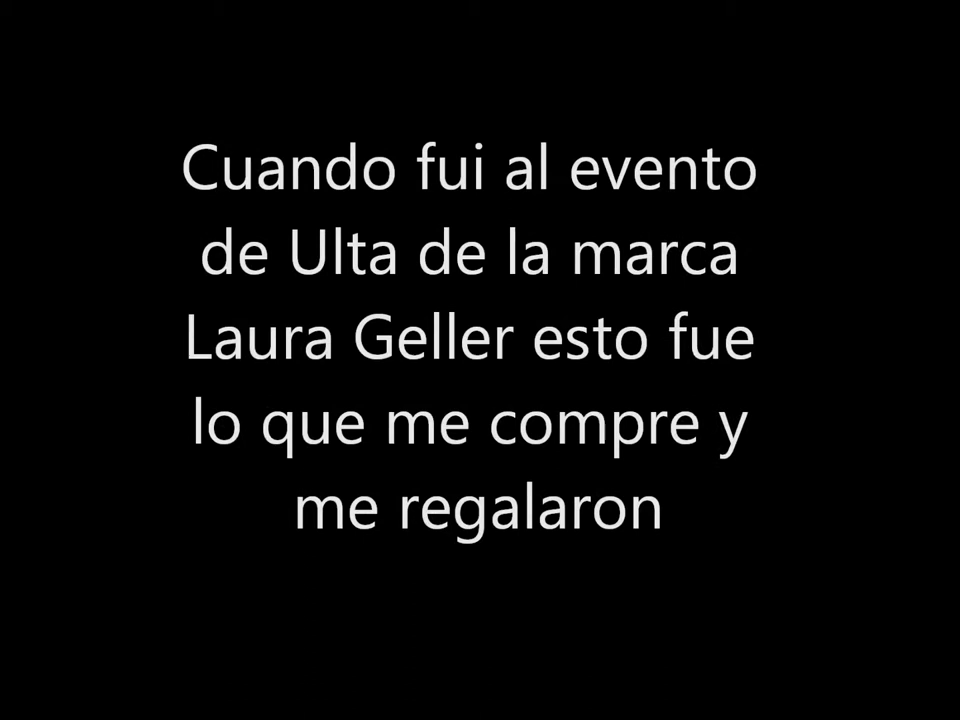 Cuando fui al evento
de Ulta de la marca
Laura Geller esto fue
lo que me compre y
me regalaron